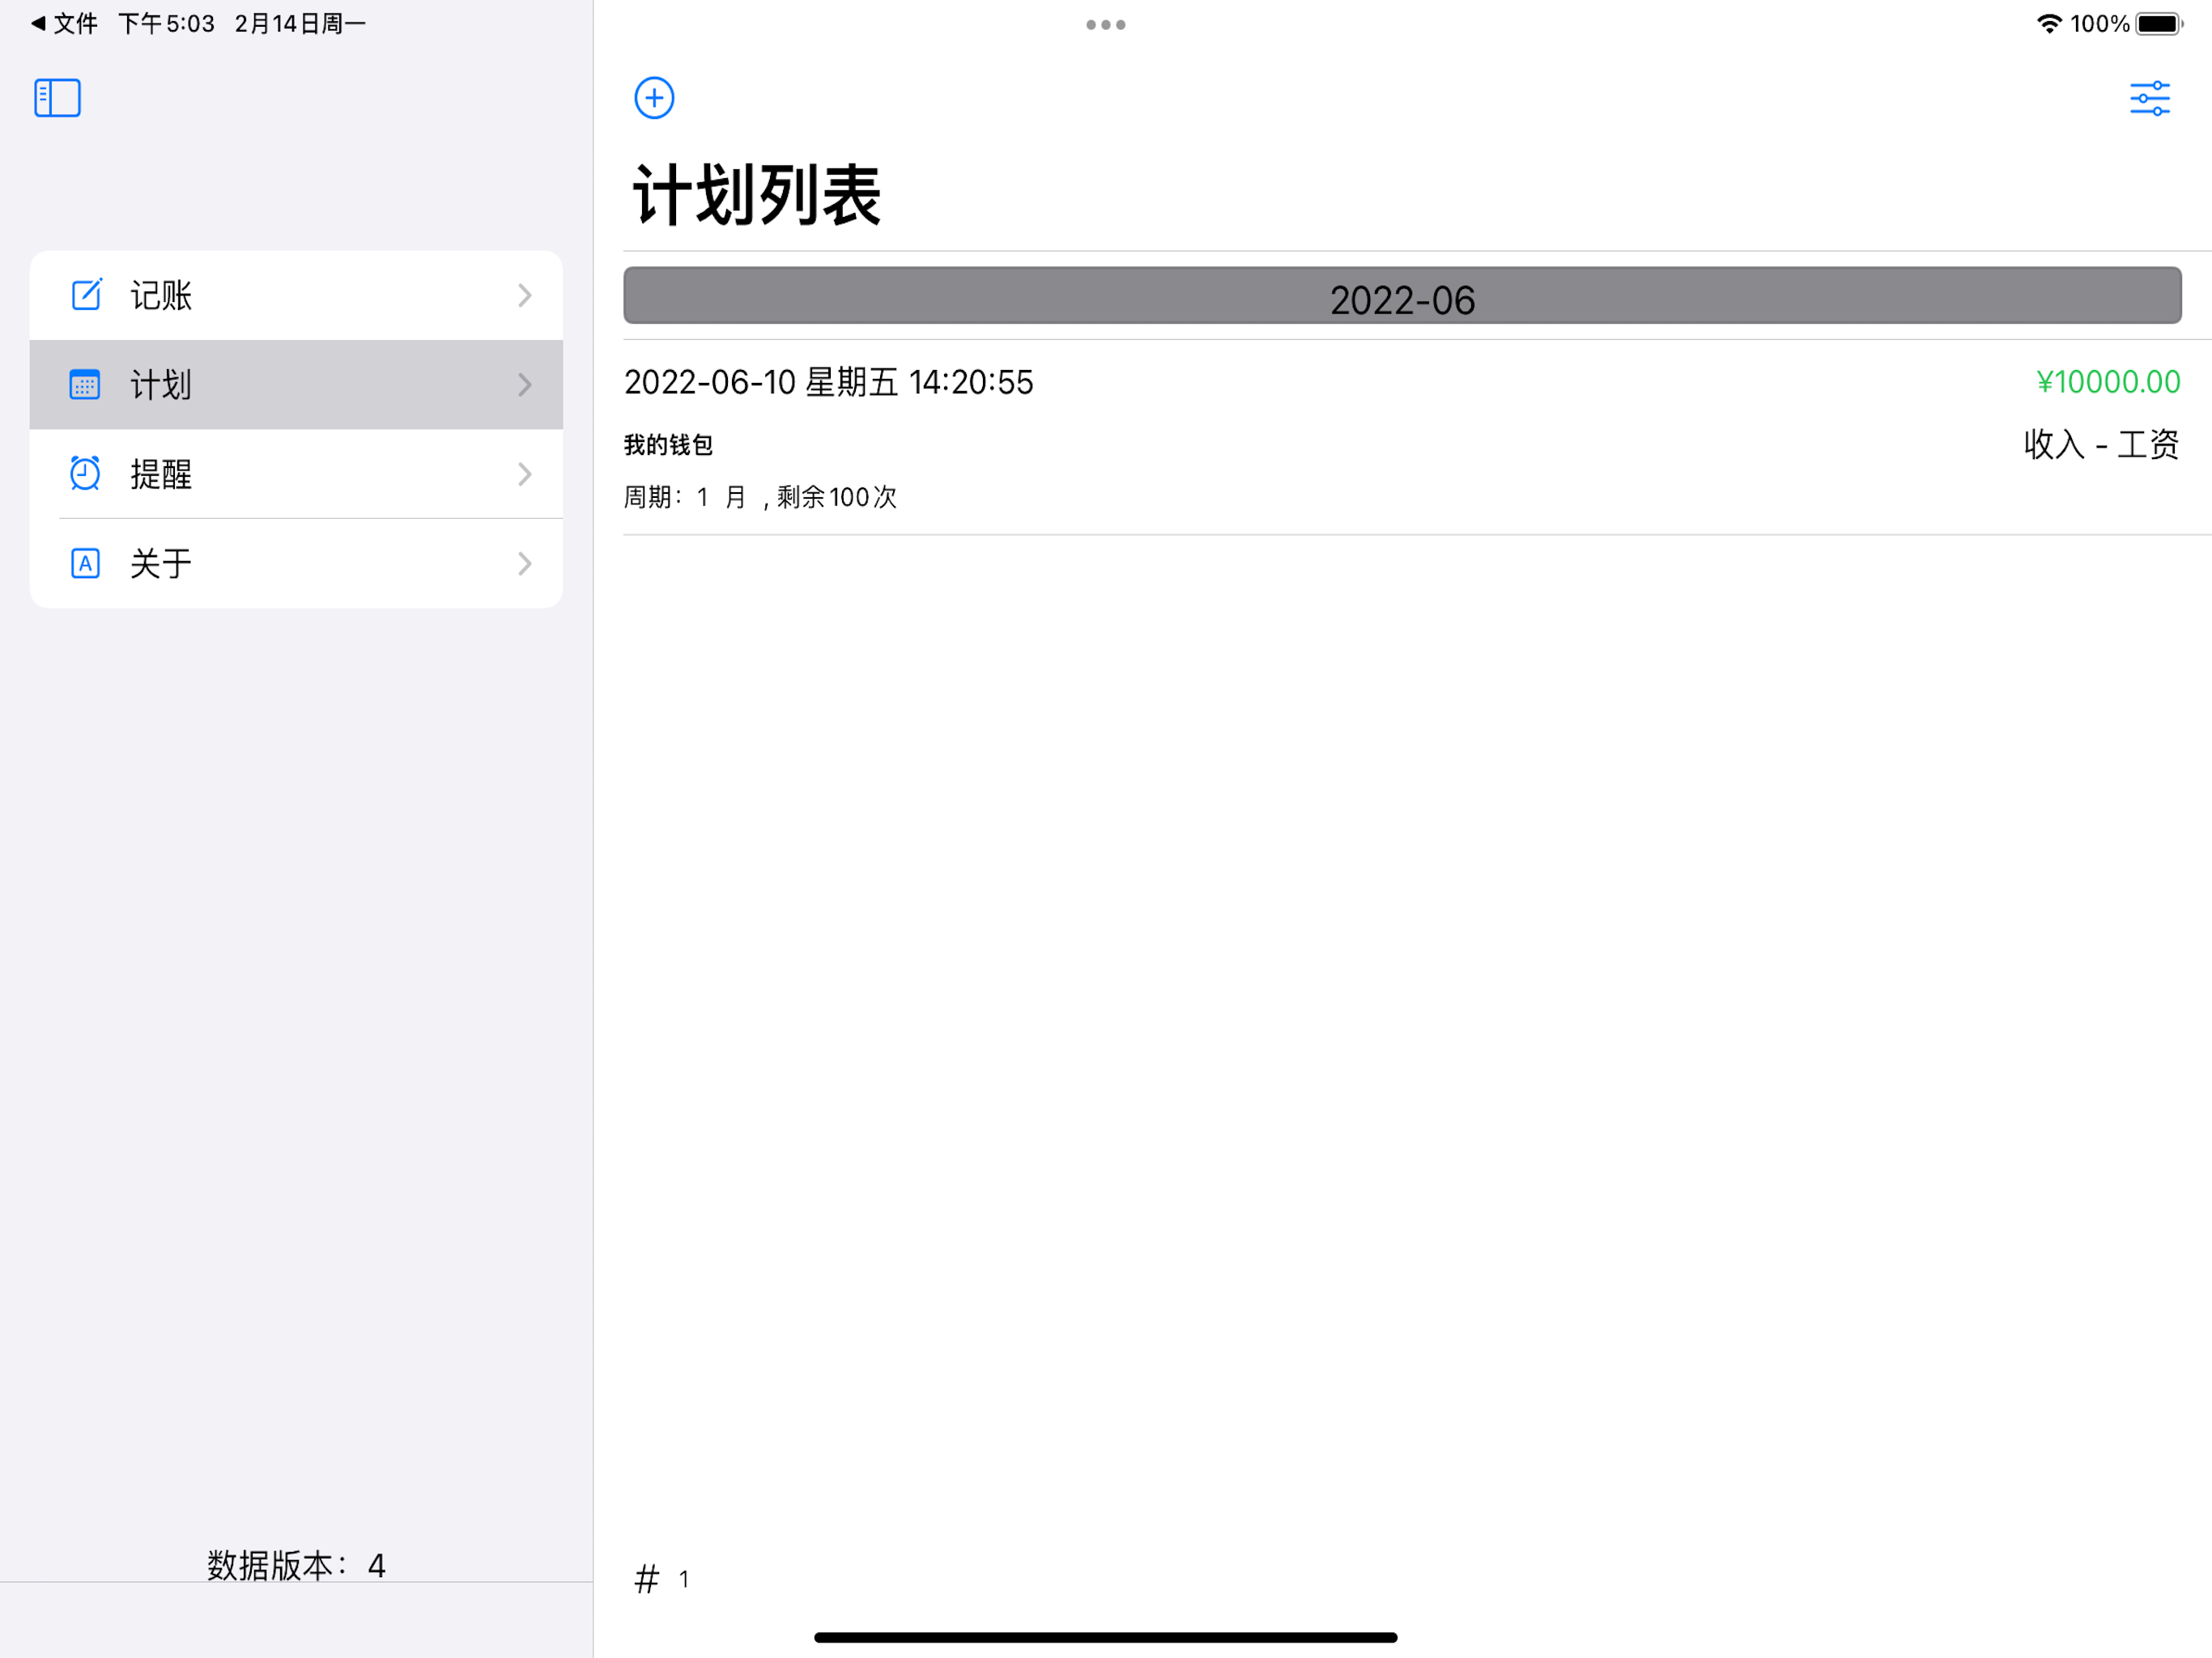 文件 下午5:03 2月14日周一
100%
记账
计划
提醒
关于
数据版本：4
计划列表
2022-06
2022-06-10 星期五 14:20:55
¥10000.00
我的钱包
收入 - 工资
周期：1 月 ,剩余100次
# 1